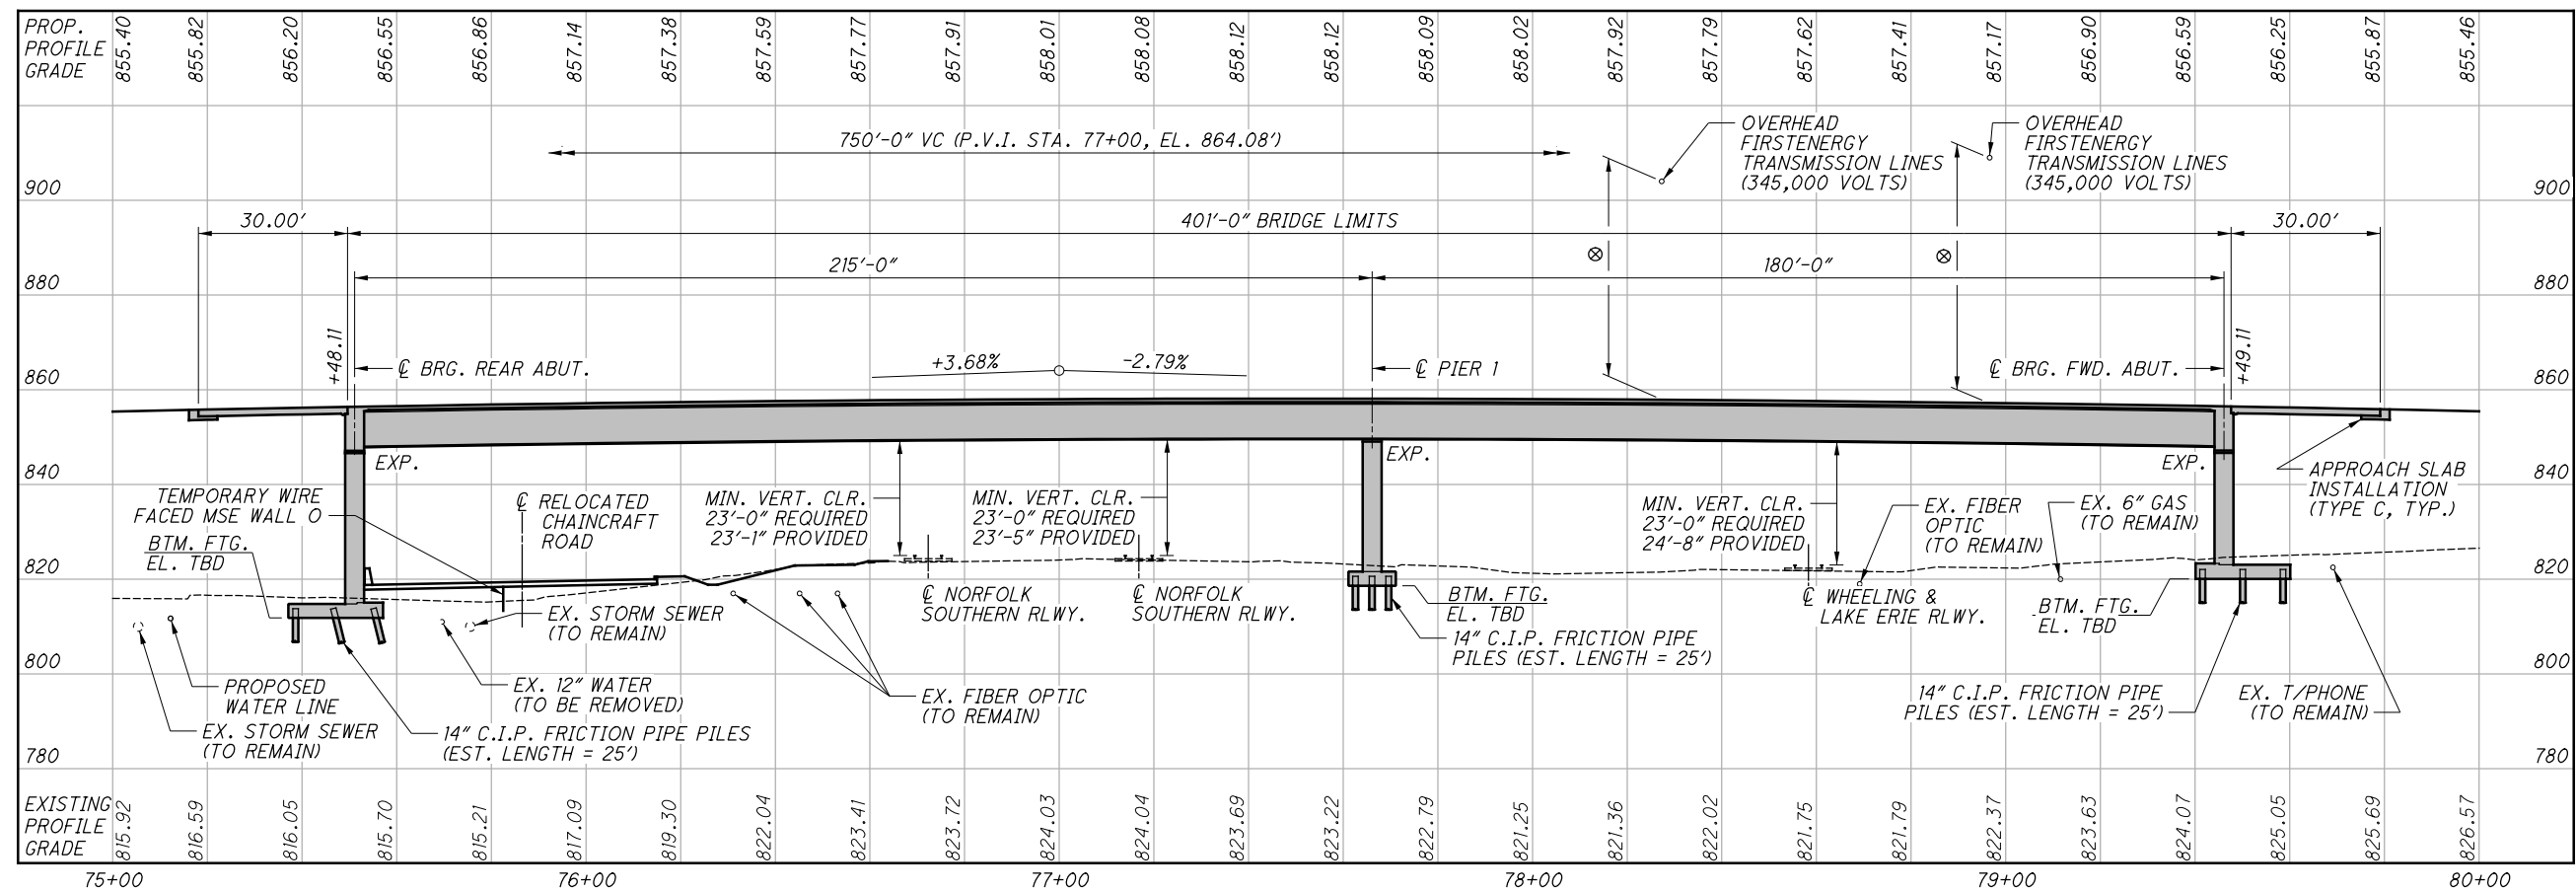 PROP.
PROFILE
GRADE
855.40 855.82 856.20 856.55 856.86 857.14 857.38 857.59 857.77 857.91 858.01 858.08 858.12 858.12 858.09 858.02 857.92 857.79 857.62 857.41 857.17 856.90 856.59 856.25 855.87 855.46
750'-0" VC (P.V.I. STA. 77+00, EL. 864.08')
OVERHEAD
FIRSTENERGY
TRANSMISSION LINES
(345,000 VOLTS)
OVERHEAD
FIRSTENERGY
TRANSMISSION LINES
(345,000 VOLTS)
900 900
30.00' 401'-0" BRIDGE LIMITS 30.00'
215'-0" 180'-0"
880 880
+48.11
℄ BRG. REAR ABUT.
+3.68% -2.79%
℄ PIER 1
℄ BRG. FWD. ABUT.
+49.11
860 860
EXP. EXP. EXP.
840 840
TEMPORARY WIRE
FACED MSE WALL O
℄ RELOCATED
CHAINCRAFT
ROAD
MIN. VERT. CLR.
23'-0" REQUIRED
23'-1" PROVIDED
MIN. VERT. CLR.
23'-0" REQUIRED
23'-5" PROVIDED
MIN. VERT. CLR.
23'-0" REQUIRED
24'-8" PROVIDED
EX. FIBER
OPTIC
(TO REMAIN)
EX. 6" GAS
(TO REMAIN)
APPROACH SLAB
INSTALLATION
(TYPE C, TYP.)
BTM. FTG.
EL. TBD
820 820
EX. STORM SEWER
(TO REMAIN)
℄ NORFOLK
SOUTHERN RLWY.
℄ NORFOLK
SOUTHERN RLWY.
BTM. FTG.
EL. TBD
℄ WHEELING &
LAKE ERIE RLWY.
BTM. FTG.
EL. TBD
14" C.I.P. FRICTION PIPE
PILES (EST. LENGTH = 25')
800 800
PROPOSED
WATER LINE
EX. 12" WATER
(TO BE REMOVED)
EX. FIBER OPTIC
(TO REMAIN)
14" C.I.P. FRICTION PIPE
PILES (EST. LENGTH = 25')
EX. T/PHONE
(TO REMAIN)
EX. STORM SEWER
(TO REMAIN)
14" C.I.P. FRICTION PIPE PILES
(EST. LENGTH = 25')
780 780
EXISTING
PROFILE
GRADE
815.92 816.59 816.05 815.70 815.21 817.09 819.30 822.04 823.41 823.72 824.03 824.04 823.69 823.22 822.79 821.25 821.36 822.02 821.75 821.79 822.37 822.63 824.07 825.05 825.69 826.57
75+00 76+00 77+00 78+00 79+00 80+00